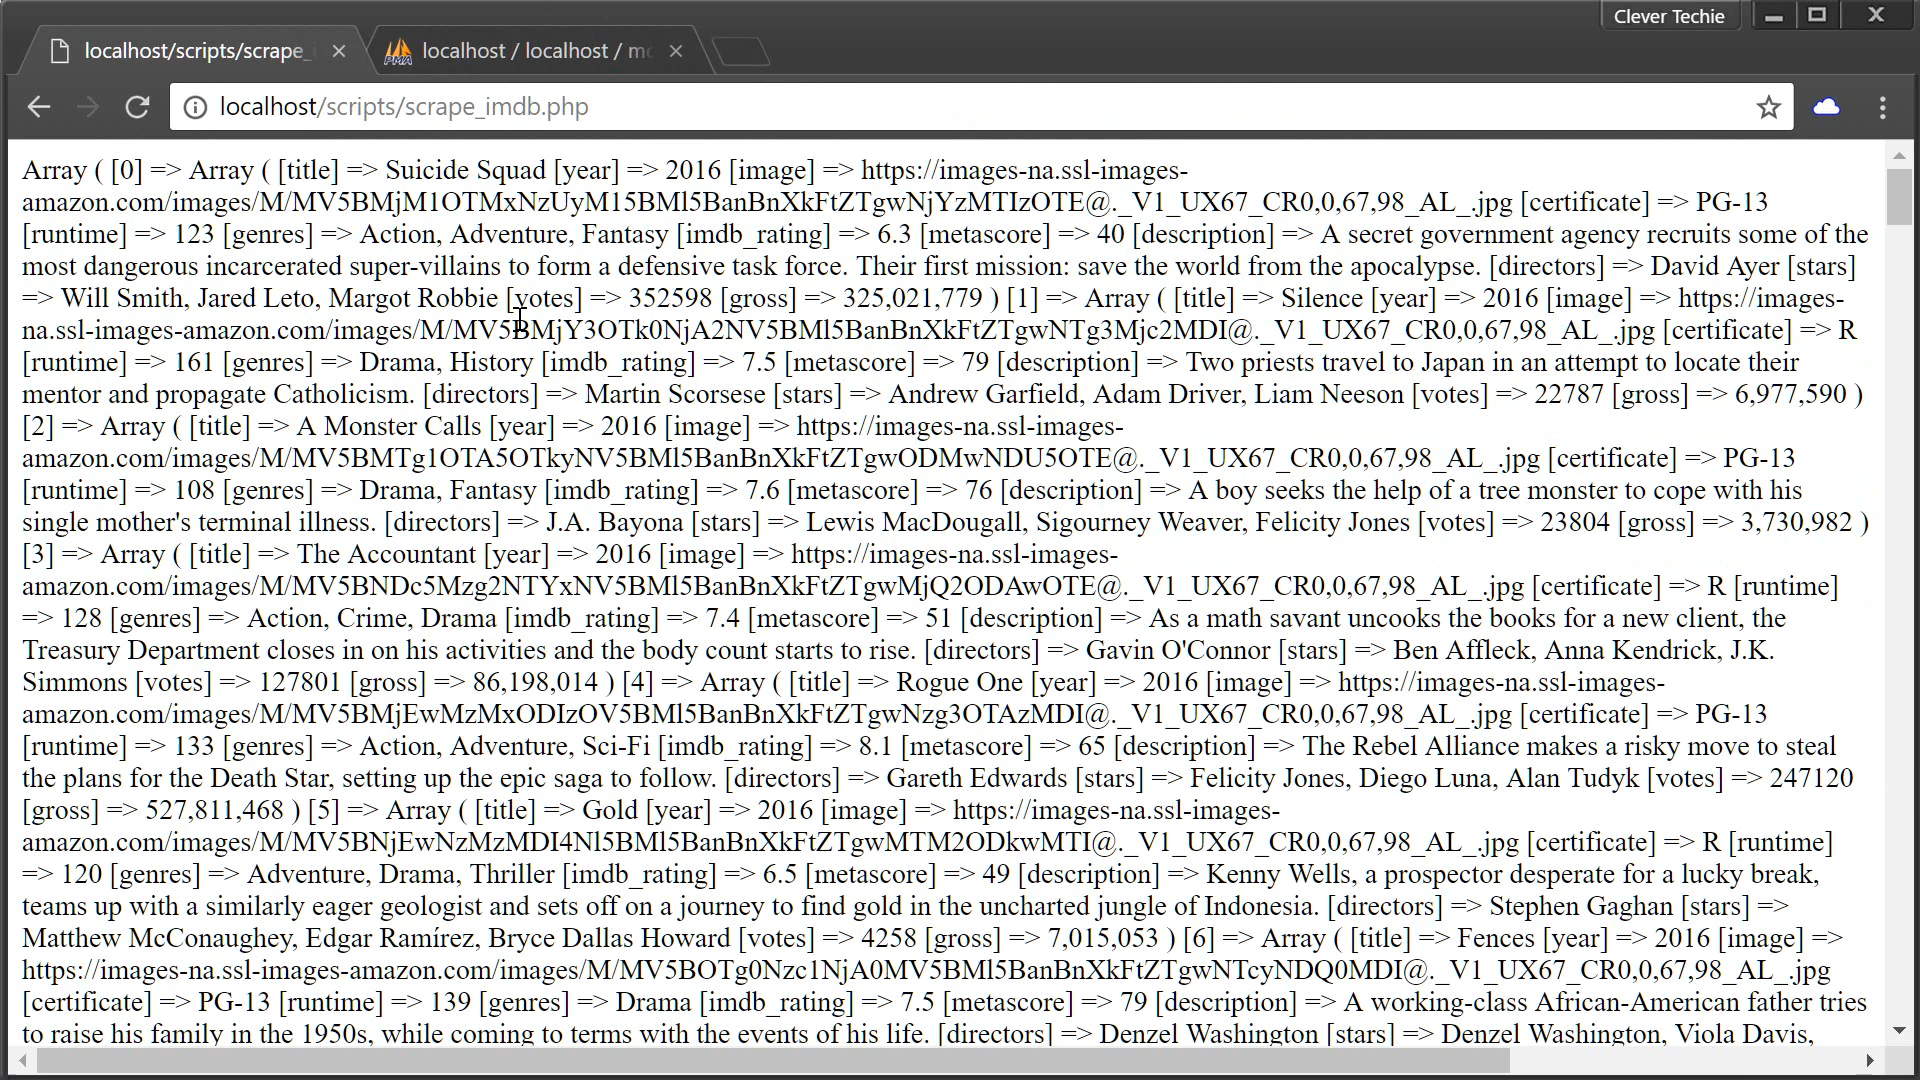 Clever Techie
localhost/scripts/scrape_i
localhost / localhost / mo
PMA
localhost/scripts/scrape_imdb.php
Array ( [0] => Array ( [title] => Suicide Squad [year] => 2016 [image] => https://images-na.ssl-images-
amazon.com/images/M/MV5BMjM1OTMxNzUyM15BMl5BanBnXkFtZTgwNjYzMTIzOTE@._V1_UX67_CR0,0,67,98_AL_.jpg [certificate] => PG-13
[runtime] => 123 [genres] => Action, Adventure, Fantasy [imdb_rating] => 6.3 [metascore] => 40 [description] => A secret government agency recruits some of the
most dangerous incarcerated super-villains to form a defensive task force. Their first mission: save the world from the apocalypse. [directors] => David Ayer [stars]
=> Will Smith, Jared Leto, Margot Robbie [votes] => 352598 [gross] => 325,021,779 ) [1] => Array ( [title] => Silence [year] => 2016 [image] => https://images-
na.ssl-images-amazon.com/images/M/MV5BMjY3OTk0NjA2NV5BMl5BanBnXkFtZTgwNTg3Mjc2MDI@._V1_UX67_CR0,0,67,98_AL_.jpg [certificate] => R
[runtime] => 161 [genres] => Drama, History [imdb_rating] => 7.5 [metascore] => 79 [description] => Two priests travel to Japan in an attempt to locate their
mentor and propagate Catholicism. [directors] => Martin Scorsese [stars] => Andrew Garfield, Adam Driver, Liam Neeson [votes] => 22787 [gross] => 6,977,590 )
[2] => Array ( [title] => A Monster Calls [year] => 2016 [image] => https://images-na.ssl-images-
amazon.com/images/M/MV5BMTg1OTA5OTkyNV5BMl5BanBnXkFtZTgwODMwNDU5OTE@._V1_UX67_CR0,0,67,98_AL_.jpg [certificate] => PG-13
[runtime] => 108 [genres] => Drama, Fantasy [imdb_rating] => 7.6 [metascore] => 76 [description] => A boy seeks the help of a tree monster to cope with his
single mother's terminal illness. [directors] => J.A. Bayona [stars] => Lewis MacDougall, Sigourney Weaver, Felicity Jones [votes] => 23804 [gross] => 3,730,982 )
[3] => Array ( [title] => The Accountant [year] => 2016 [image] => https://images-na.ssl-images-
amazon.com/images/M/MV5BNDc5Mzg2NTYxNV5BMl5BanBnXkFtZTgwMjQ2ODAwOTE@._V1_UX67_CR0,0,67,98_AL_.jpg [certificate] => R [runtime]
=> 128 [genres] => Action, Crime, Drama [imdb_rating] => 7.4 [metascore] => 51 [description] => As a math savant uncooks the books for a new client, the
Treasury Department closes in on his activities and the body count starts to rise. [directors] => Gavin O'Connor [stars] => Ben Affleck, Anna Kendrick, J.K.
Simmons [votes] => 127801 [gross] => 86,198,014 ) [4] => Array ( [title] => Rogue One [year] => 2016 [image] => https://images-na.ssl-images-
amazon.com/images/M/MV5BMjEwMzMxODIzOV5BMl5BanBnXkFtZTgwNzg3OTAzMDI@._V1_UX67_CR0,0,67,98_AL_.jpg [certificate] => PG-13
[runtime] => 133 [genres] => Action, Adventure, Sci-Fi [imdb_rating] => 8.1 [metascore] => 65 [description] => The Rebel Alliance makes a risky move to steal
the plans for the Death Star, setting up the epic saga to follow. [directors] => Gareth Edwards [stars] => Felicity Jones, Diego Luna, Alan Tudyk [votes] => 247120
[gross] => 527,811,468 ) [5] => Array ( [title] => Gold [year] => 2016 [image] => https://images-na.ssl-images-
amazon.com/images/M/MV5BNjEwNzMzMDI4Nl5BMl5BanBnXkFtZTgwMTM2ODkwMTI@._V1_UX67_CR0,0,67,98_AL_.jpg [certificate] => R [runtime]
=> 120 [genres] => Adventure, Drama, Thriller [imdb_rating] => 6.5 [metascore] => 49 [description] => Kenny Wells, a prospector desperate for a lucky break,
teams up with a similarly eager geologist and sets off on a journey to find gold in the uncharted jungle of Indonesia. [directors] => Stephen Gaghan [stars] =>
Matthew McConaughey, Edgar Ramírez, Bryce Dallas Howard [votes] => 4258 [gross] => 7,015,053 ) [6] => Array ( [title] => Fences [year] => 2016 [image] =>
https://images-na.ssl-images-amazon.com/images/M/MV5BOTg0Nzc1NjA0MV5BMl5BanBnXkFtZTgwNTcyNDQ0MDI@._V1_UX67_CR0,0,67,98_AL_.jpg
[certificate] => PG-13 [runtime] => 139 [genres] => Drama [imdb_rating] => 7.5 [metascore] => 79 [description] => A working-class African-American father tries
to raise his family in the 1950s, while coming to terms with the events of his life. [directors] => Denzel Washington [stars] => Denzel Washington, Viola Davis,